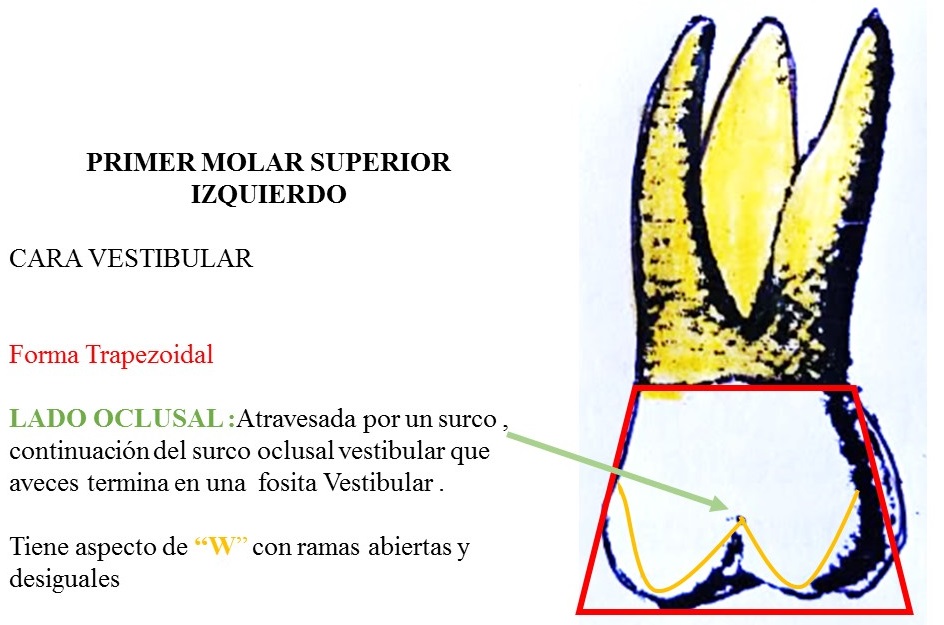 PRIMER MOLAR SUPERIOR
IZQUIERDO
CARA VESTIBULAR
Forma Trapezoidal
LADO OCLUSAL :Atravesada por un surco ,
continuación del surco oclusal vestibular que
aveces termina en una fosita Vestibular .
Tiene aspecto de “W” con ramas abiertas y
desiguales